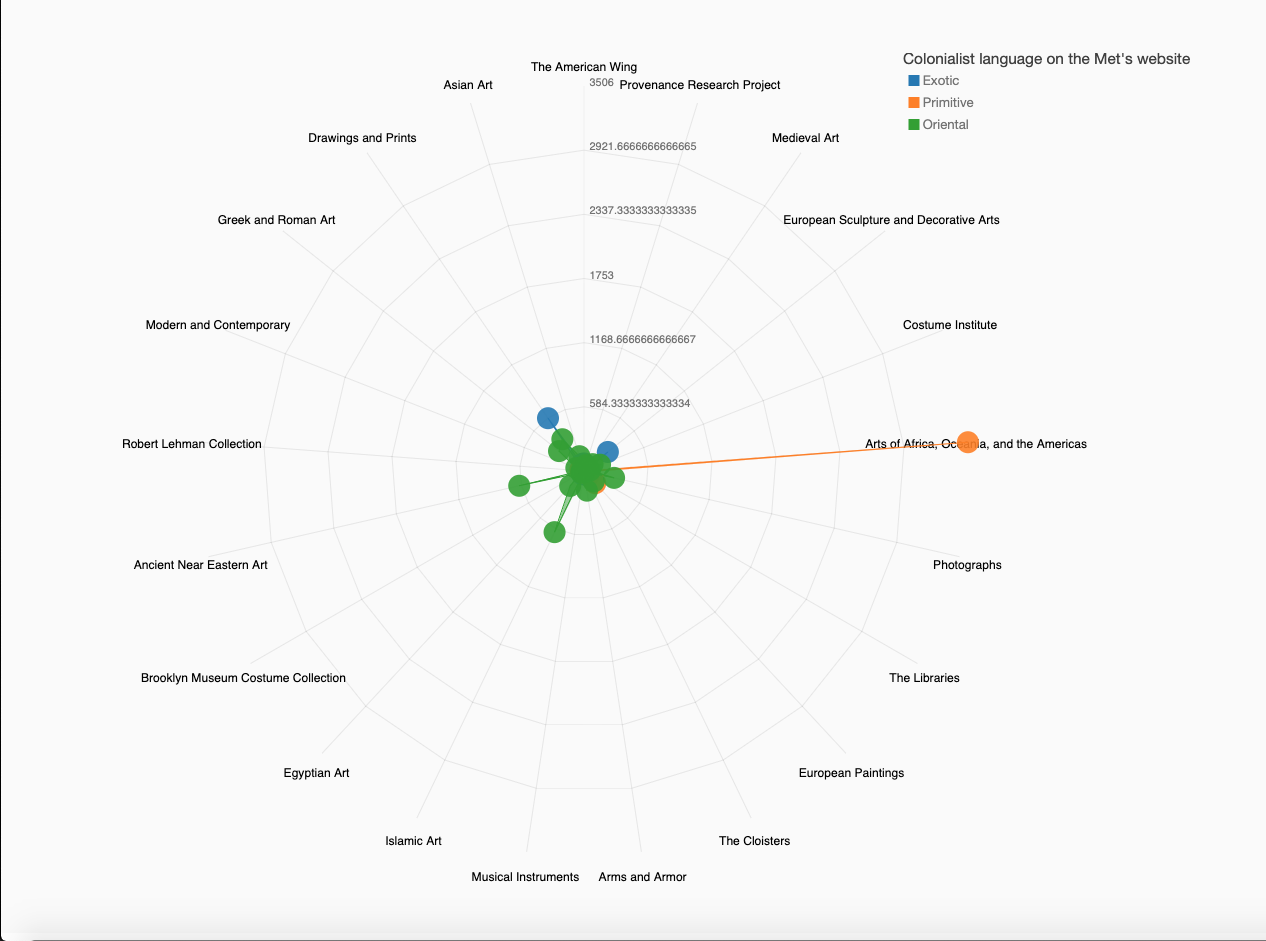 Colonialist language on the Met's website
Exotic
Primitive
Oriental
The American Wing
3506
Provenance Research Project
Asian Art
Drawings and Prints
Medieval Art
2921.6666666666665
2337.3333333333335
Greek and Roman Art
European Sculpture and Decorative Arts
1753
Modern and Contemporary
Costume Institute
1168.6666666666667
584.3333333333334
Robert Lehman Collection
Arts of Africa, Oceania, and the Americas
Ancient Near Eastern Art
Photographs
Brooklyn Museum Costume Collection
The Libraries
Egyptian Art
European Paintings
Islamic Art
The Cloisters
Musical Instruments
Arms and Armor